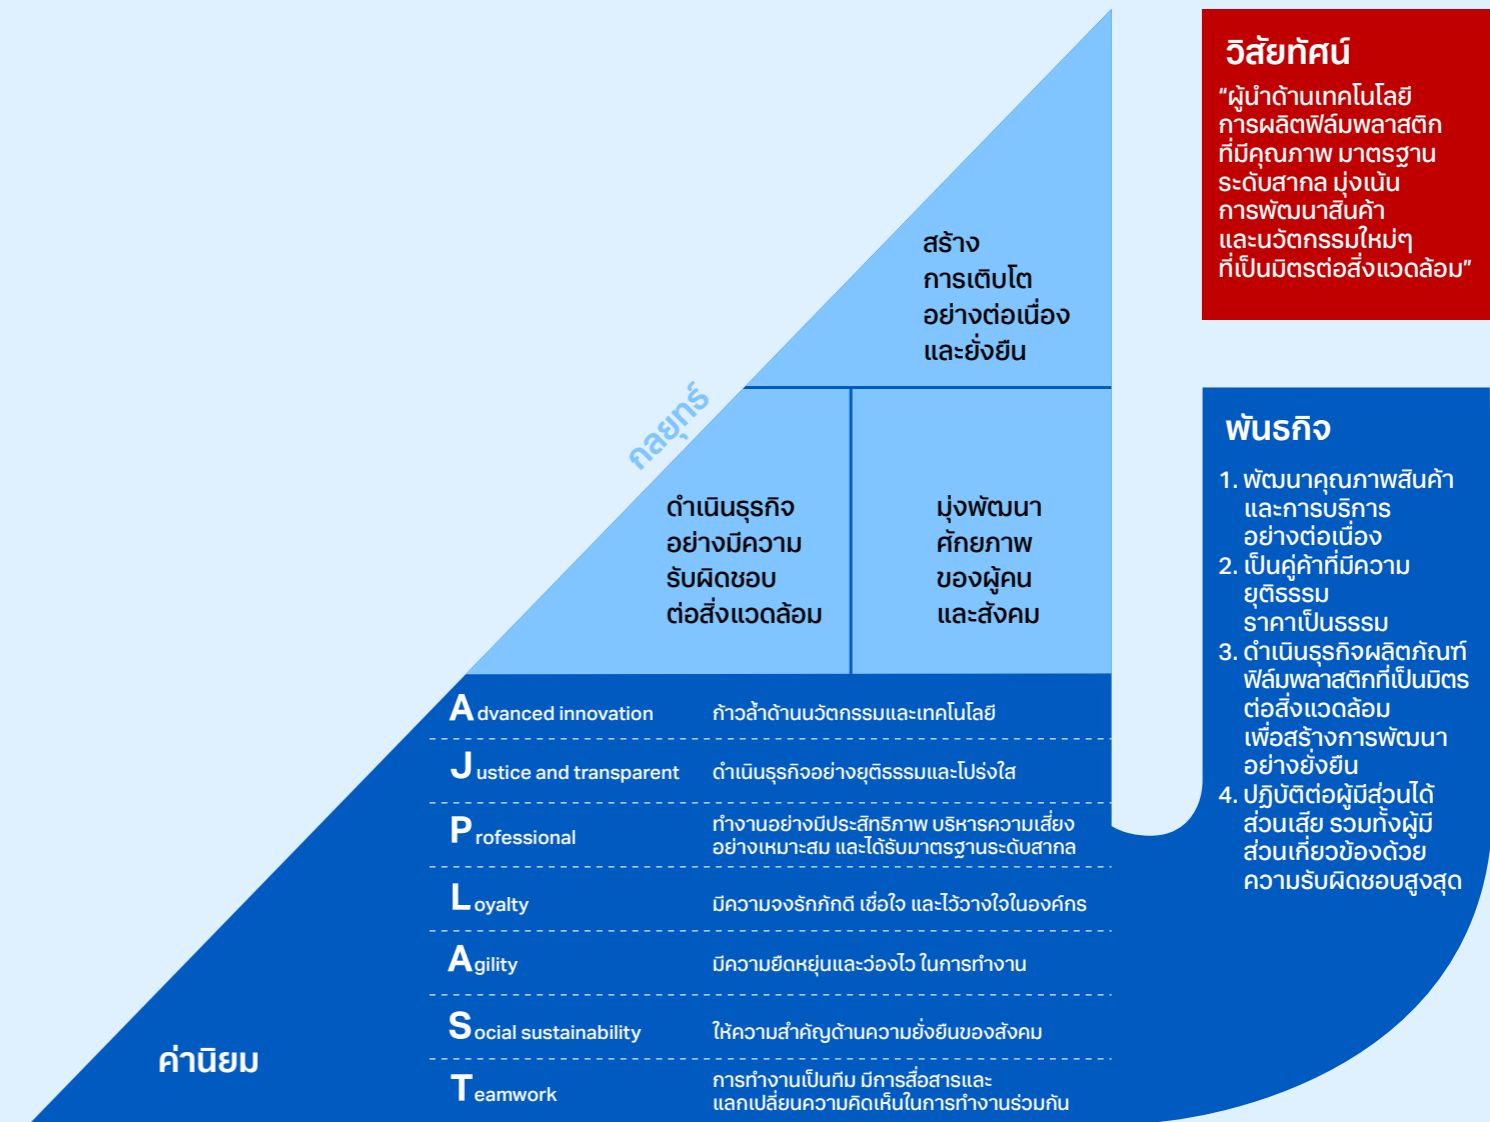 วิสัยทัศน์
“ผู้นำด้านเทคโนโลยี
การผลิตฟิล์มพลาสติก
ที่มีคุณภาพ มาตรฐาน
ระดับสากล มุ่งเน้น
การพัฒนาสินค้า
และนวัตกรรมใหม่ๆ
ที่เป็นมิตรต่อสิ่งแวดล้อม”
กลยุทธ์
สร้าง
การเติบโต
อย่างต่อเนื่อง
และยั่งยืน
ดำเนินธุรกิจ
อย่างมีความ
รับผิดชอบ
ต่อสิ่งแวดล้อม
มุ่งพัฒนา
ศักยภาพ
ของผู้คน
และสังคม
พันธกิจ
1. พัฒนาคุณภาพสินค้า
และการบริการ
อย่างต่อเนื่อง
2. เป็นคู่ค้าที่มีความ
ยุติธรรม
ราคาเป็นธรรม
3. ดำเนินธุรกิจผลิตภัณฑ์
ฟิล์มพลาสติกที่เป็นมิตร
ต่อสิ่งแวดล้อม
เพื่อสร้างการพัฒนา
อย่างยั่งยืน
4. ปฏิบัติต่อผู้มีส่วนได้
ส่วนเสีย รวมทั้งผู้มี
ส่วนเกี่ยวข้องด้วย
ความรับผิดชอบสูงสุด
ค่านิยม
Advanced innovation ก้าวล้ำด้านนวัตกรรมและเทคโนโลยี
Justice and transparent ดำเนินธุรกิจอย่างยุติธรรมและโปร่งใส
Professional ทำงานอย่างมีประสิทธิภาพ บริหารความเสี่ยง
อย่างเหมาะสม และได้รับมาตรฐานระดับสากล
Loyalty มีความจงรักภักดี เชื่อใจ และไว้วางใจในองค์กร
Agility มีความยืดหยุ่นและว่องไว ในการทำงาน
Social sustainability ให้ความสำคัญด้านความยั่งยืนของสังคม
Teamwork การทำงานเป็นทีม มีการสื่อสารและ
แลกเปลี่ยนความคิดเห็นในการทำงานร่วมกัน